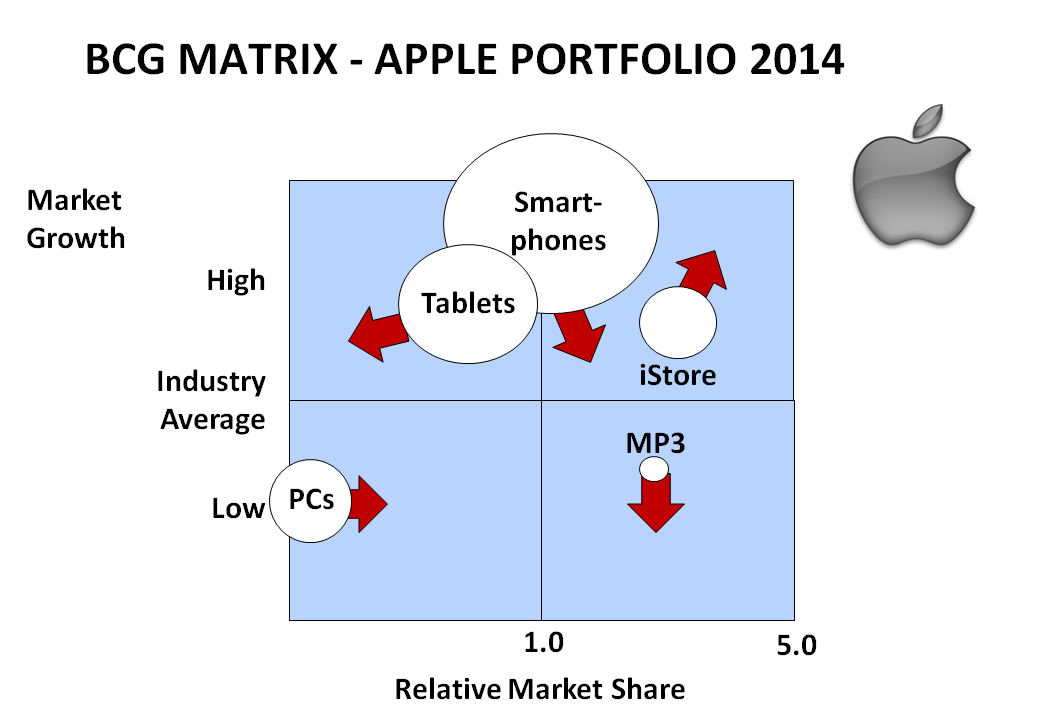 BCG MATRIX - APPLE PORTFOLIO 2014
Market
Growth
High
Industry
Average
Low
Smart-
phones
Tablets
iStore
MP3
PCs
1.0
5.0
Relative Market Share